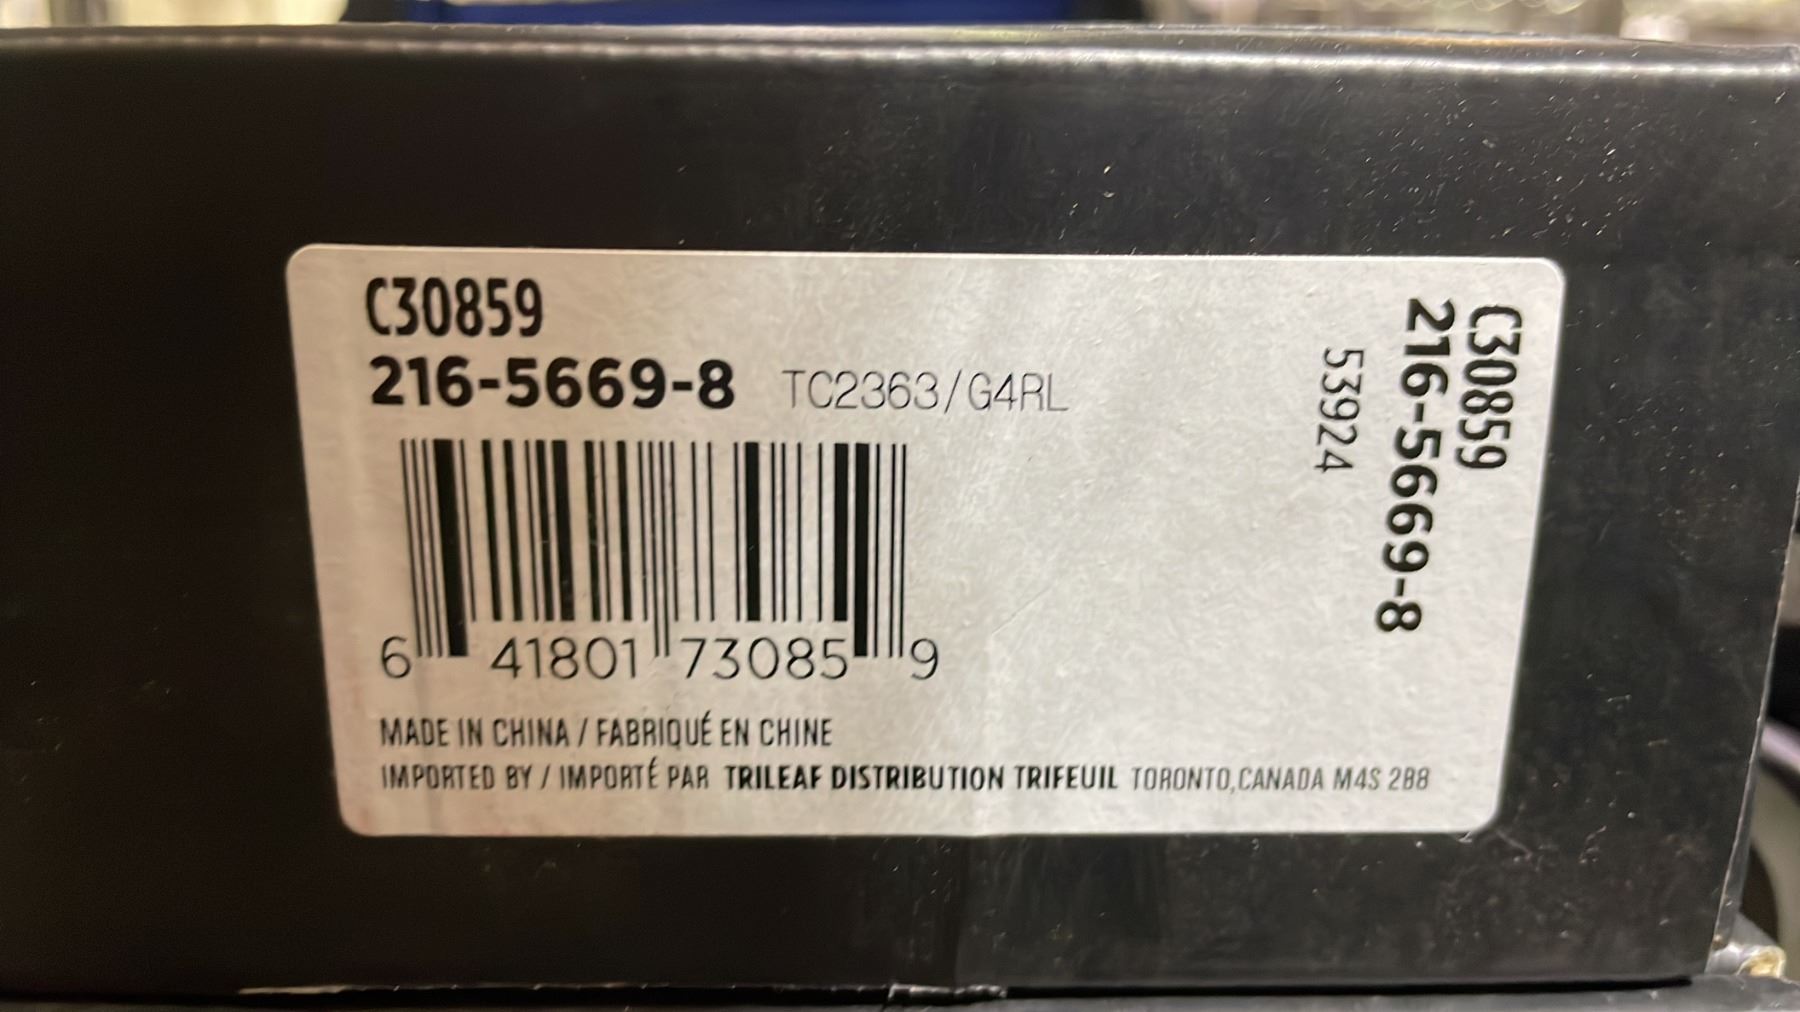 C30859
216-5669-8 TC2363/G4RL
6 41801 73085 9
MADE IN CHINA / FABRIQUÉ EN CHINE
IMPORTED BY / IMPORTÉ PAR TRILEAF DISTRIBUTION TRIFEUIL TORONTO, CANADA M4S 2B8
C30859
216-5669-8
53924